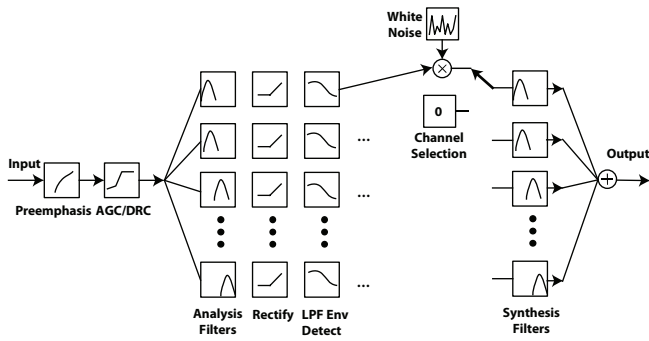 White
Noise
0
Channel
Selection
...
Input
Output
Preemphasis
AGC/DRC
...
...
Analysis
Filters
Rectify
LPF Env
Detect
Synthesis
Filters